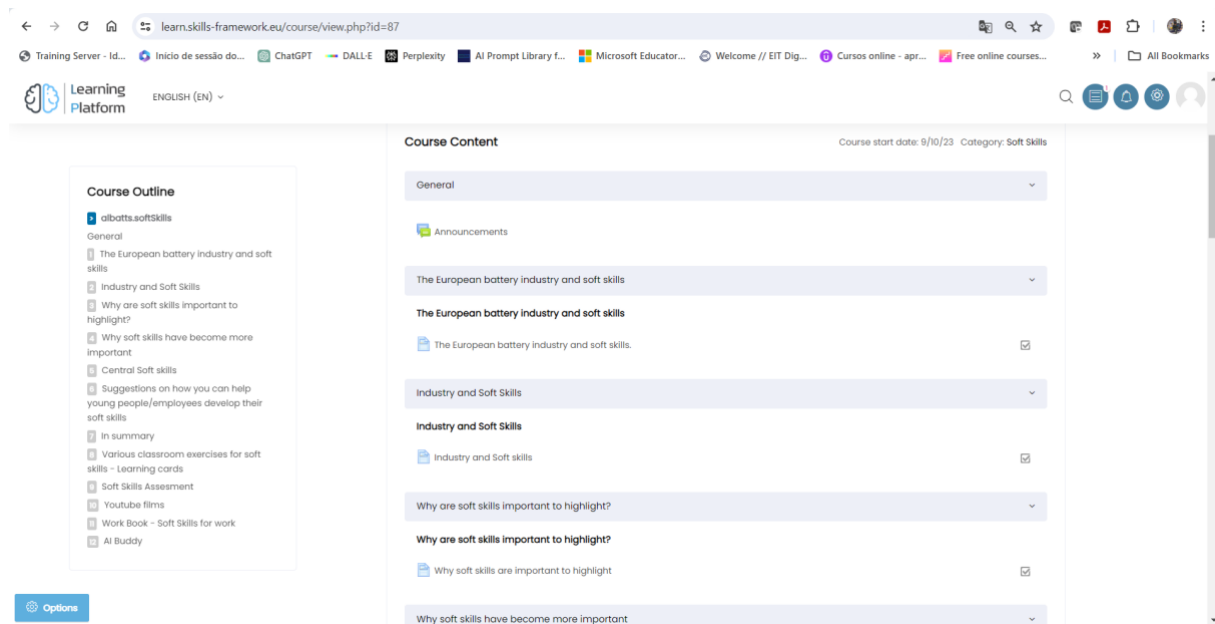 learn.skills-framework.eu/course/view.php?id=87
Training Server - Id...
Início de sessão do...
ChatGPT
DALL·E
Perplexity
AI Prompt Library f...
Microsoft Educator...
Welcome // EIT Dig...
Cursos online - apr...
Free online courses...
»
All Bookmarks
Learning
Platform
ENGLISH (EN)
Course Outline
albatts.softSkills
General
1 The European battery industry and soft
skills
2 Industry and Soft Skills
3 Why are soft skills important to
highlight?
4 Why soft skills have become more
important
5 Central Soft skills
6 Suggestions on how you can help
young people/employees develop their
soft skills
7 In summary
8 Various classroom exercises for soft
skills - Learning cards
9 Soft Skills Assesment
10 Youtube films
11 Work Book - Soft Skills for work
12 AI Buddy
Options
Course Content
Course start date: 9/10/23 Category: Soft Skills
General
Announcements
The European battery industry and soft skills
The European battery industry and soft skills
The European battery industry and soft skills.
Industry and Soft Skills
Industry and Soft Skills
Industry and Soft skills
Why are soft skills important to highlight?
Why are soft skills important to highlight?
Why soft skills are important to highlight
Why soft skills have become more important